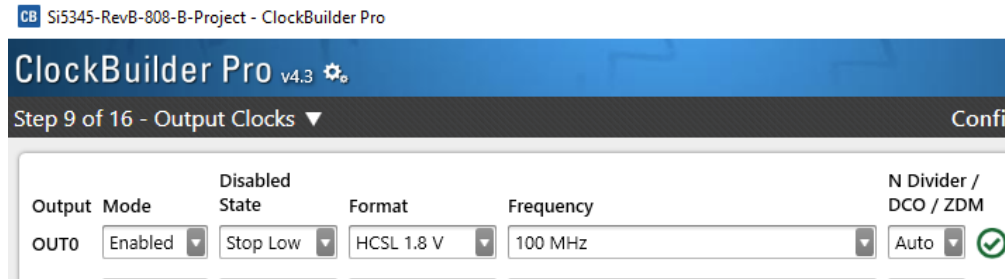 CB Si5345-RevB-808-B-Project - ClockBuilder Pro
ClockBuilder Pro v4.3
Step 9 of 16 - Output Clocks ▼ Confi
Disabled N Divider /
Output Mode State Format Frequency DCO / ZDM
OUT0 Enabled Stop Low HCSL 1.8 V 100 MHz Auto